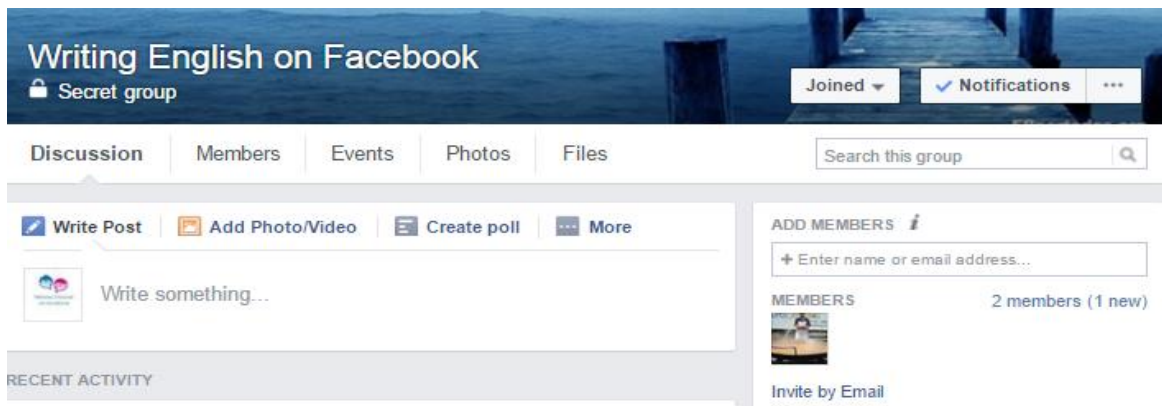 Writing English on Facebook
Secret group
Joined
Notifications
Discussion Members Events Photos Files
Search this group
Write Post Add Photo/Video Create poll More
Write something...
RECENT ACTIVITY
ADD MEMBERS i
+ Enter name or email address...
MEMBERS 2 members (1 new)
Invite by Email